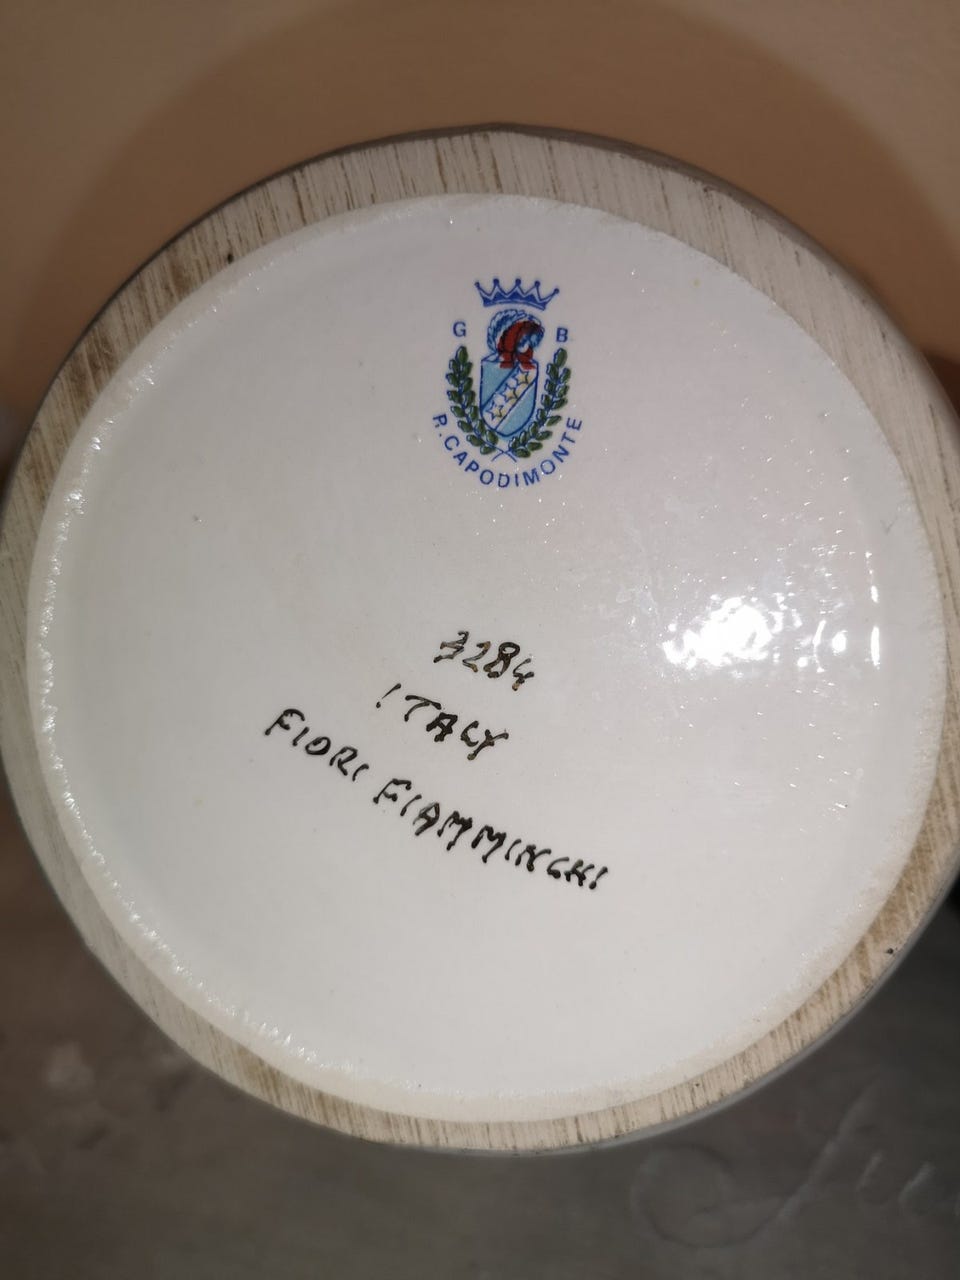 G B
R. CAPODIMONTE
3284
ITALY
FIORI FIAMMINGHI